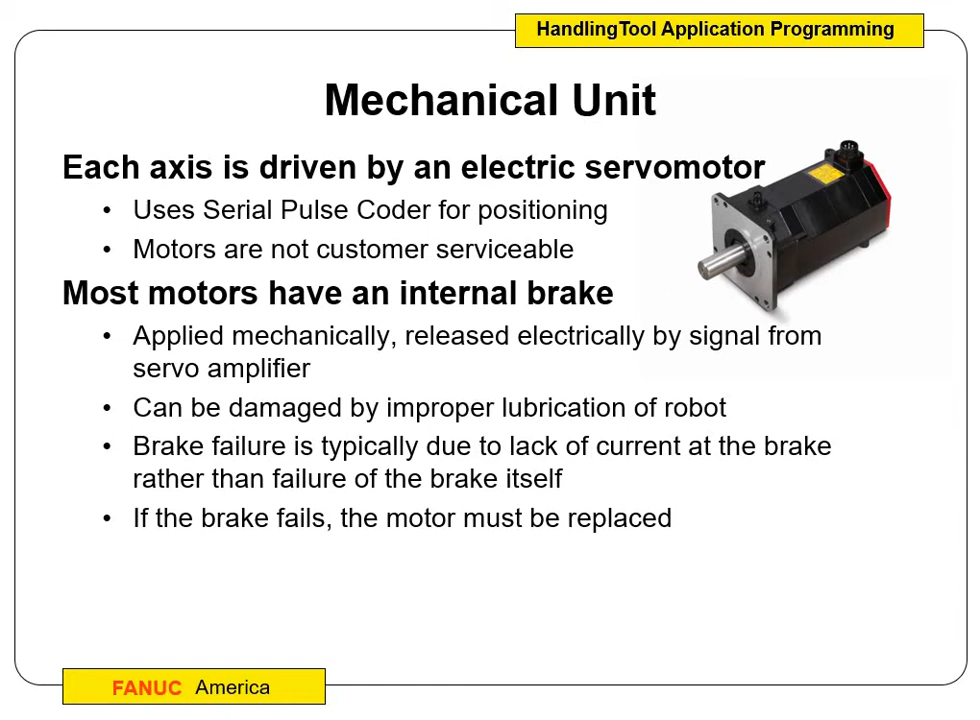 HandlingTool Application Programming
Mechanical Unit
Each axis is driven by an electric servomotor
• Uses Serial Pulse Coder for positioning
• Motors are not customer serviceable
Most motors have an internal brake
• Applied mechanically, released electrically by signal from
servo amplifier
• Can be damaged by improper lubrication of robot
• Brake failure is typically due to lack of current at the brake
rather than failure of the brake itself
• If the brake fails, the motor must be replaced
FANUC America